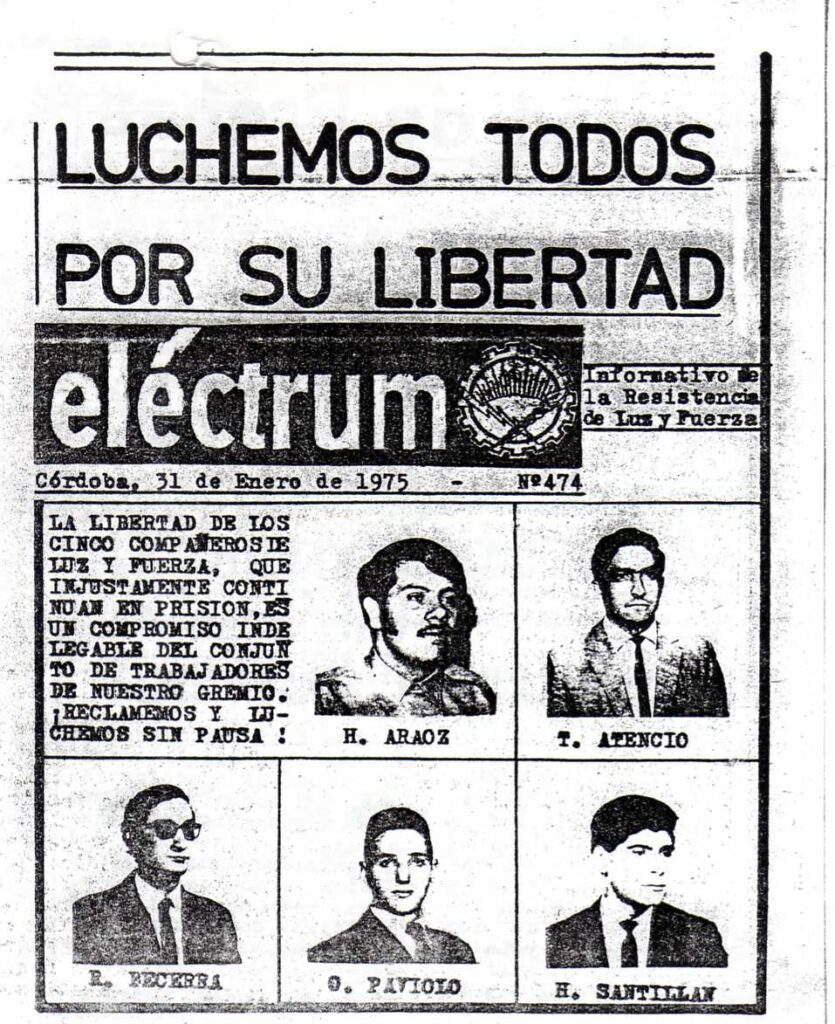 LUCHEMOS TODOS
POR SU LIBERTAD
eléctrum
Informativo de
la Resistencia
de Luz y Fuerza
Córdoba, 31 de Enero de 1975 - Nº474
LA LIBERTAD DE LOS
CINCO COMPAÑEROS DE
LUZ Y FUERZA, QUE
INJUSTAMENTE CONTI
NUAN EN PRISION, ES
UN COMPROMISO INDE
LEGABLE DEL CONJUN
TO DE TRABAJADORES
DE NUESTRO GREMIO.
¡RECLAMEMOS Y LU-
CHEMOS SIN PAUSA !
H. ARAOZ
T. ATENCIO
R. BECERRA
O. PAVIOLO
H. SANTILLAN